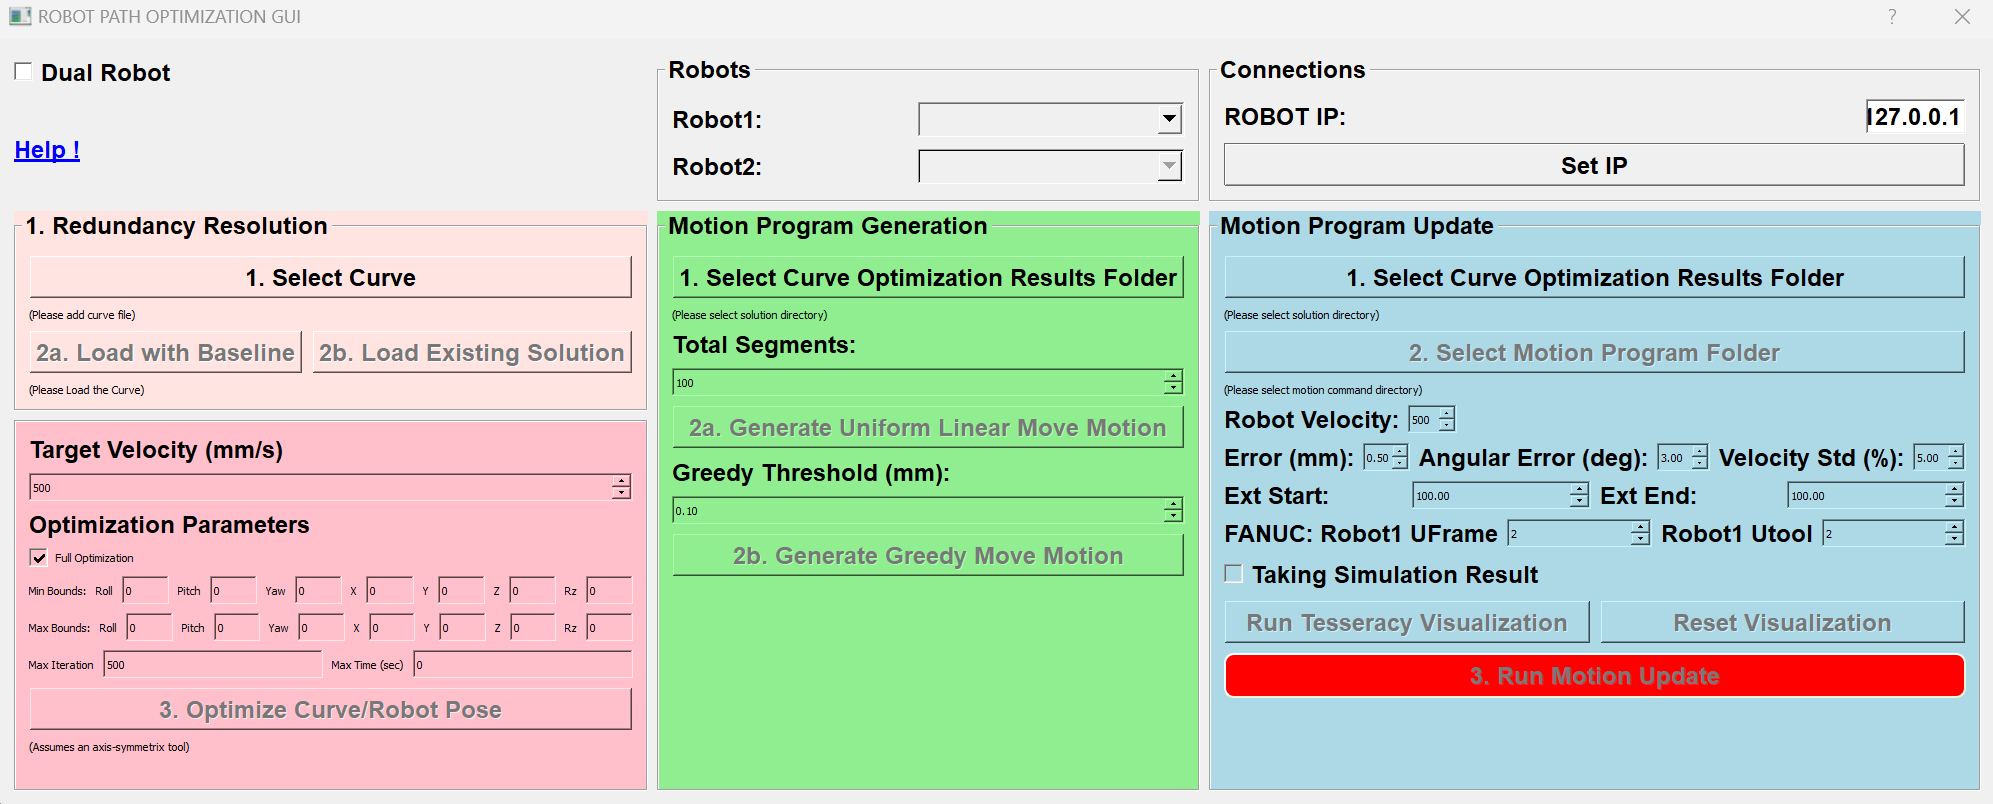 ROBOT PATH OPTIMIZATION GUI ?
Dual Robot
Help !
Robots
Robot1:
Robot2:
Connections
ROBOT IP: 127.0.0.1
Set IP
1. Redundancy Resolution
1. Select Curve
(Please add curve file)
2a. Load with Baseline 2b. Load Existing Solution
(Please Load the Curve)
Target Velocity (mm/s)
500
Optimization Parameters
Full Optimization
Min Bounds: Roll 0 Pitch 0 Yaw 0 X 0 Y 0 Z 0 Rz 0
Max Bounds: Roll 0 Pitch 0 Yaw 0 X 0 Y 0 Z 0 Rz 0
Max Iteration 500 Max Time (sec) 0
3. Optimize Curve/Robot Pose
(Assumes an axis-symmetrix tool)
Motion Program Generation
1. Select Curve Optimization Results Folder
(Please select solution directory)
Total Segments:
100
2a. Generate Uniform Linear Move Motion
Greedy Threshold (mm):
0.10
2b. Generate Greedy Move Motion
Motion Program Update
1. Select Curve Optimization Results Folder
(Please select solution directory)
2. Select Motion Program Folder
(Please select motion command directory)
Robot Velocity: 500
Error (mm): 0.50 Angular Error (deg): 3.00 Velocity Std (%): 5.00
Ext Start: 100.00 Ext End: 100.00
FANUC: Robot1 UFrame 2 Robot1 Utool 2
Taking Simulation Result
Run Tesseracy Visualization Reset Visualization
3. Run Motion Update